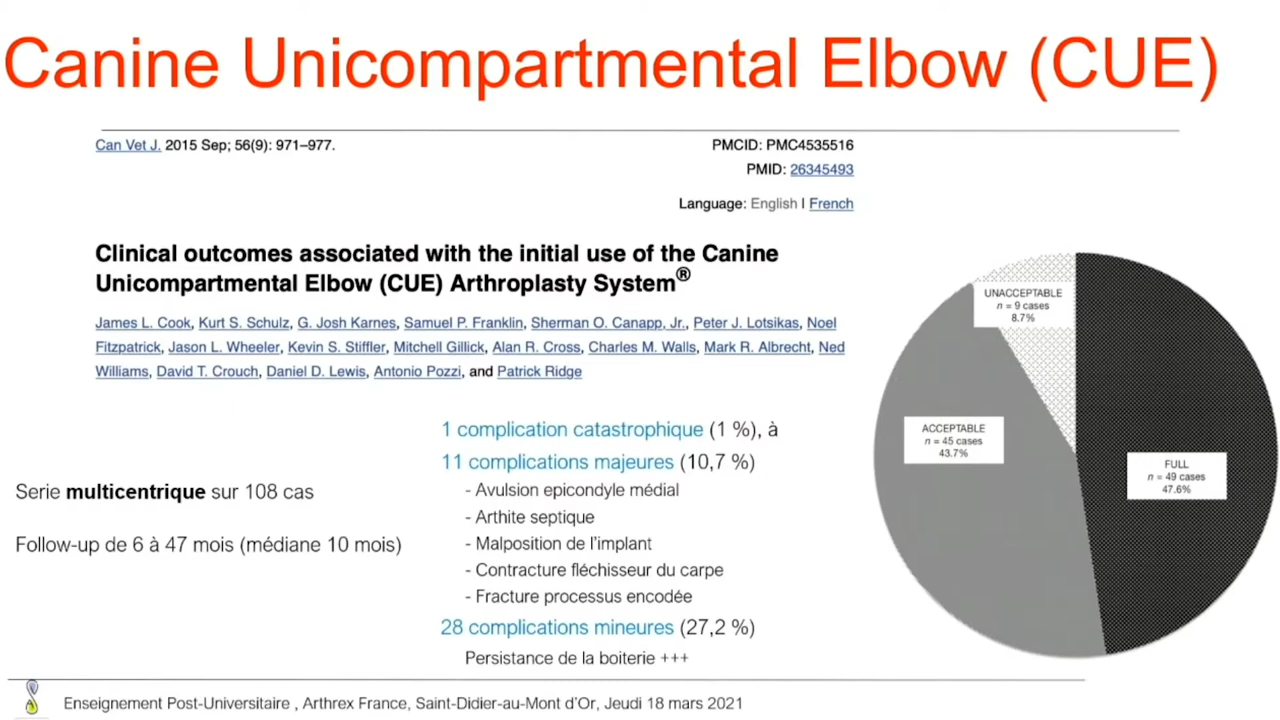 Canine Unicompartmental Elbow (CUE)
Can Vet J. 2015 Sep; 56(9): 971–977.
PMCID: PMC4535516
PMID: 26345493
Language: English | French
Clinical outcomes associated with the initial use of the Canine
Unicompartmental Elbow (CUE) Arthroplasty System®
James L. Cook, Kurt S. Schulz, G. Josh Karnes, Samuel P. Franklin, Sherman O. Canapp, Jr., Peter J. Lotsikas, Noel
Fitzpatrick, Jason L. Wheeler, Kevin S. Stiffler, Mitchell Gillick, Alan R. Cross, Charles M. Walls, Mark R. Albrecht, Ned
Williams, David T. Crouch, Daniel D. Lewis, Antonio Pozzi, and Patrick Ridge
Serie multicentrique sur 108 cas
Follow-up de 6 à 47 mois (médiane 10 mois)
1 complication catastrophique (1 %), à
11 complications majeures (10,7 %)
- Avulsion epicondyle médial
- Arthite septique
- Malposition de l'implant
- Contracture fléchisseur du carpe
- Fracture processus encodée
28 complications mineures (27,2 %)
Persistance de la boiterie +++
UNACCEPTABLE
n = 9 cases
8.7%
ACCEPTABLE
n = 45 cases
43.7%
FULL
n = 49 cases
47.6%
Enseignement Post-Universitaire , Arthrex France, Saint-Didier-au-Mont d'Or, Jeudi 18 mars 2021